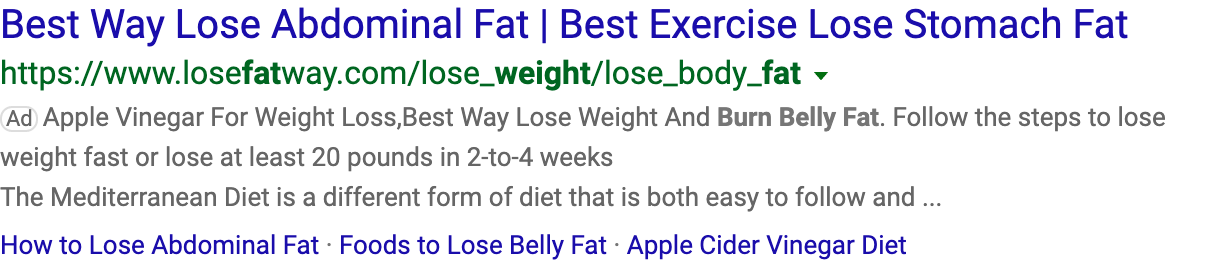 Best Way Lose Abdominal Fat | Best Exercise Lose Stomach Fat
https://www.losefatway.com/lose_weight/lose_body_fat
Ad Apple Vinegar For Weight Loss,Best Way Lose Weight And Burn Belly Fat. Follow the steps to lose
weight fast or lose at least 20 pounds in 2-to-4 weeks
The Mediterranean Diet is a different form of diet that is both easy to follow and ...
How to Lose Abdominal Fat · Foods to Lose Belly Fat · Apple Cider Vinegar Diet